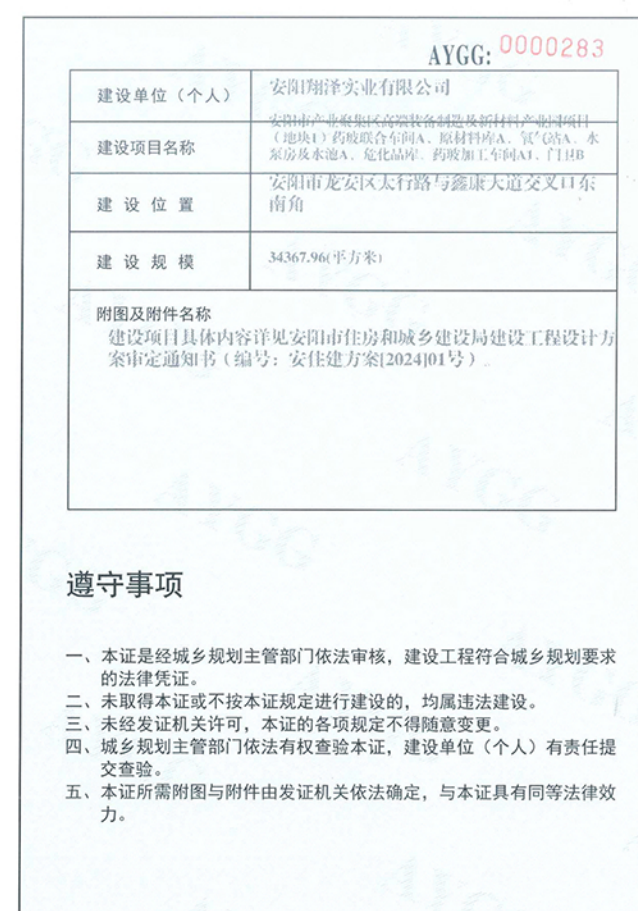 AYGG: 0000283
建设单位（个人） 安阳翔泽实业有限公司
建设项目名称 安阳市产业聚集区高端装备制造及新材料产业园项目
（地块1）药玻联合车间A、原材料库A、氧气站A、水
泵房及水池A、危化品库、药玻加工车间A1、门卫B
建设位置 安阳市龙安区太行路与鑫康大道交叉口东
南角
建设规模 34367.96(平方米)
附图及附件名称
建设项目具体内容详见安阳市住房和城乡建设局建设工程设计方
案审定通知书（编号：安住建方案[2024]01号）。
遵守事项
一、本证是经城乡规划主管部门依法审核，建设工程符合城乡规划要求
的法律凭证。
二、未取得本证或不按本证规定进行建设的，均属违法建设。
三、未经发证机关许可，本证的各项规定不得随意变更。
四、城乡规划主管部门依法有权查验本证，建设单位（个人）有责任提
交查验。
五、本证所需附图与附件由发证机关依法确定，与本证具有同等法律效
力。